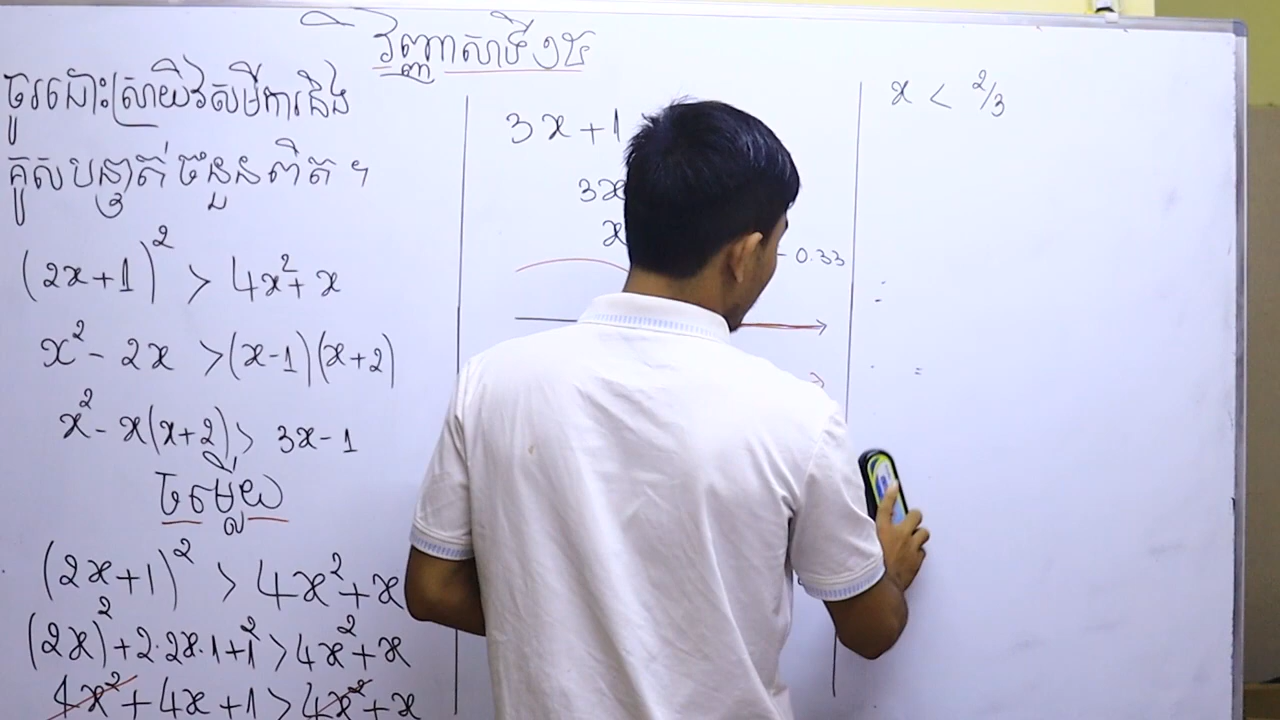 វិញ្ញាសាទី១៥
ចូរដោះស្រាយវិសមីការនិង
គូសបន្ទាត់ចំនួនពិត ។
(2x+1)² > 4x²+x
x² - 2x > (x-1)(x+2)
x² - x(x+2) > 3x-1
ចម្លើយ
(2x+1)² > 4x²+x
(2x)²+2·2x·1+1² > 4x²+x
4x²+4x+1 > 4x²+x
3x+1
3x
x
- 0.33
x < 2/3